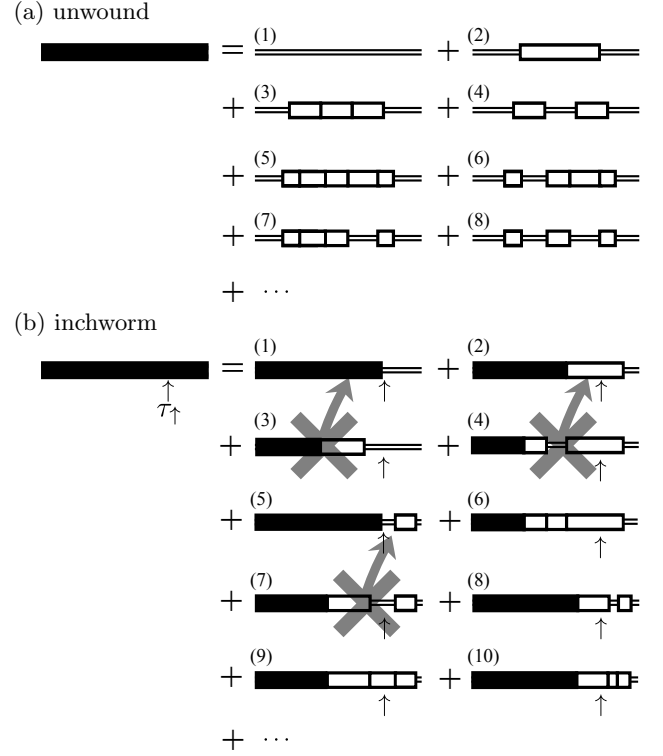 (a) unwound
= (1) + (2)
+ (3) + (4)
+ (5) + (6)
+ (7) + (8)
+ ⋯
(b) inchworm
= (1) + (2)
↑ ↑ ↑
τ↑
+ (3) + (4)
↑ ↑
+ (5) + (6)
↑ ↑
+ (7) + (8)
↑ ↑
+ (9) + (10)
↑ ↑
+ ⋯